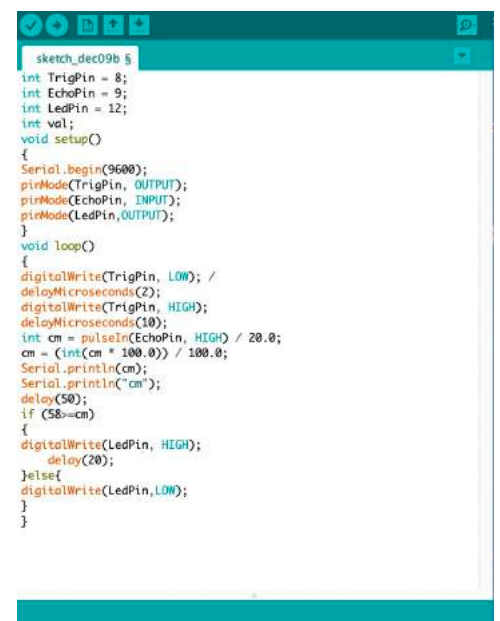 sketch_dec09b §
int TrigPin = 8;
int EchoPin = 9;
int LedPin = 12;
int val;
void setup()
{
Serial.begin(9600);
pinMode(TrigPin, OUTPUT);
pinMode(EchoPin, INPUT);
pinMode(LedPin,OUTPUT);
}
void loop()
{
digitalWrite(TrigPin, LOW); /
delayMicroseconds(2);
digitalWrite(TrigPin, HIGH);
delayMicroseconds(10);
int cm = pulseIn(EchoPin, HIGH) / 20.0;
cm = (int(cm * 100.0)) / 100.0;
Serial.println(cm);
Serial.println("cm");
delay(50);
if (58>=cm)
{
digitalWrite(LedPin, HIGH);
delay(20);
}else{
digitalWrite(LedPin,LOW);
}
}